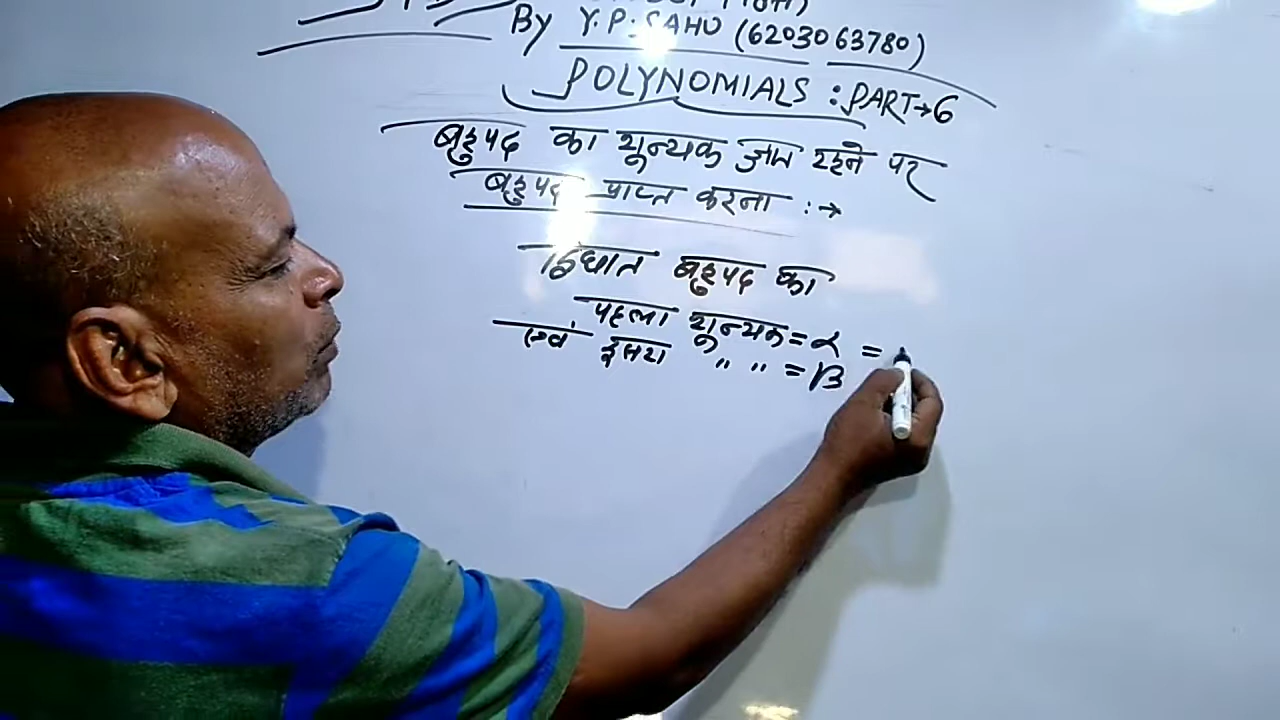 By Y.P. SAHU (6203063780)
POLYNOMIALS : PART→6
बहुपद का शून्यक ज्ञात रहने पर
बहुपद प्राप्त करना :→
द्विघात बहुपद का
पहला शून्यक = α =
एवं दूसरा " " = β